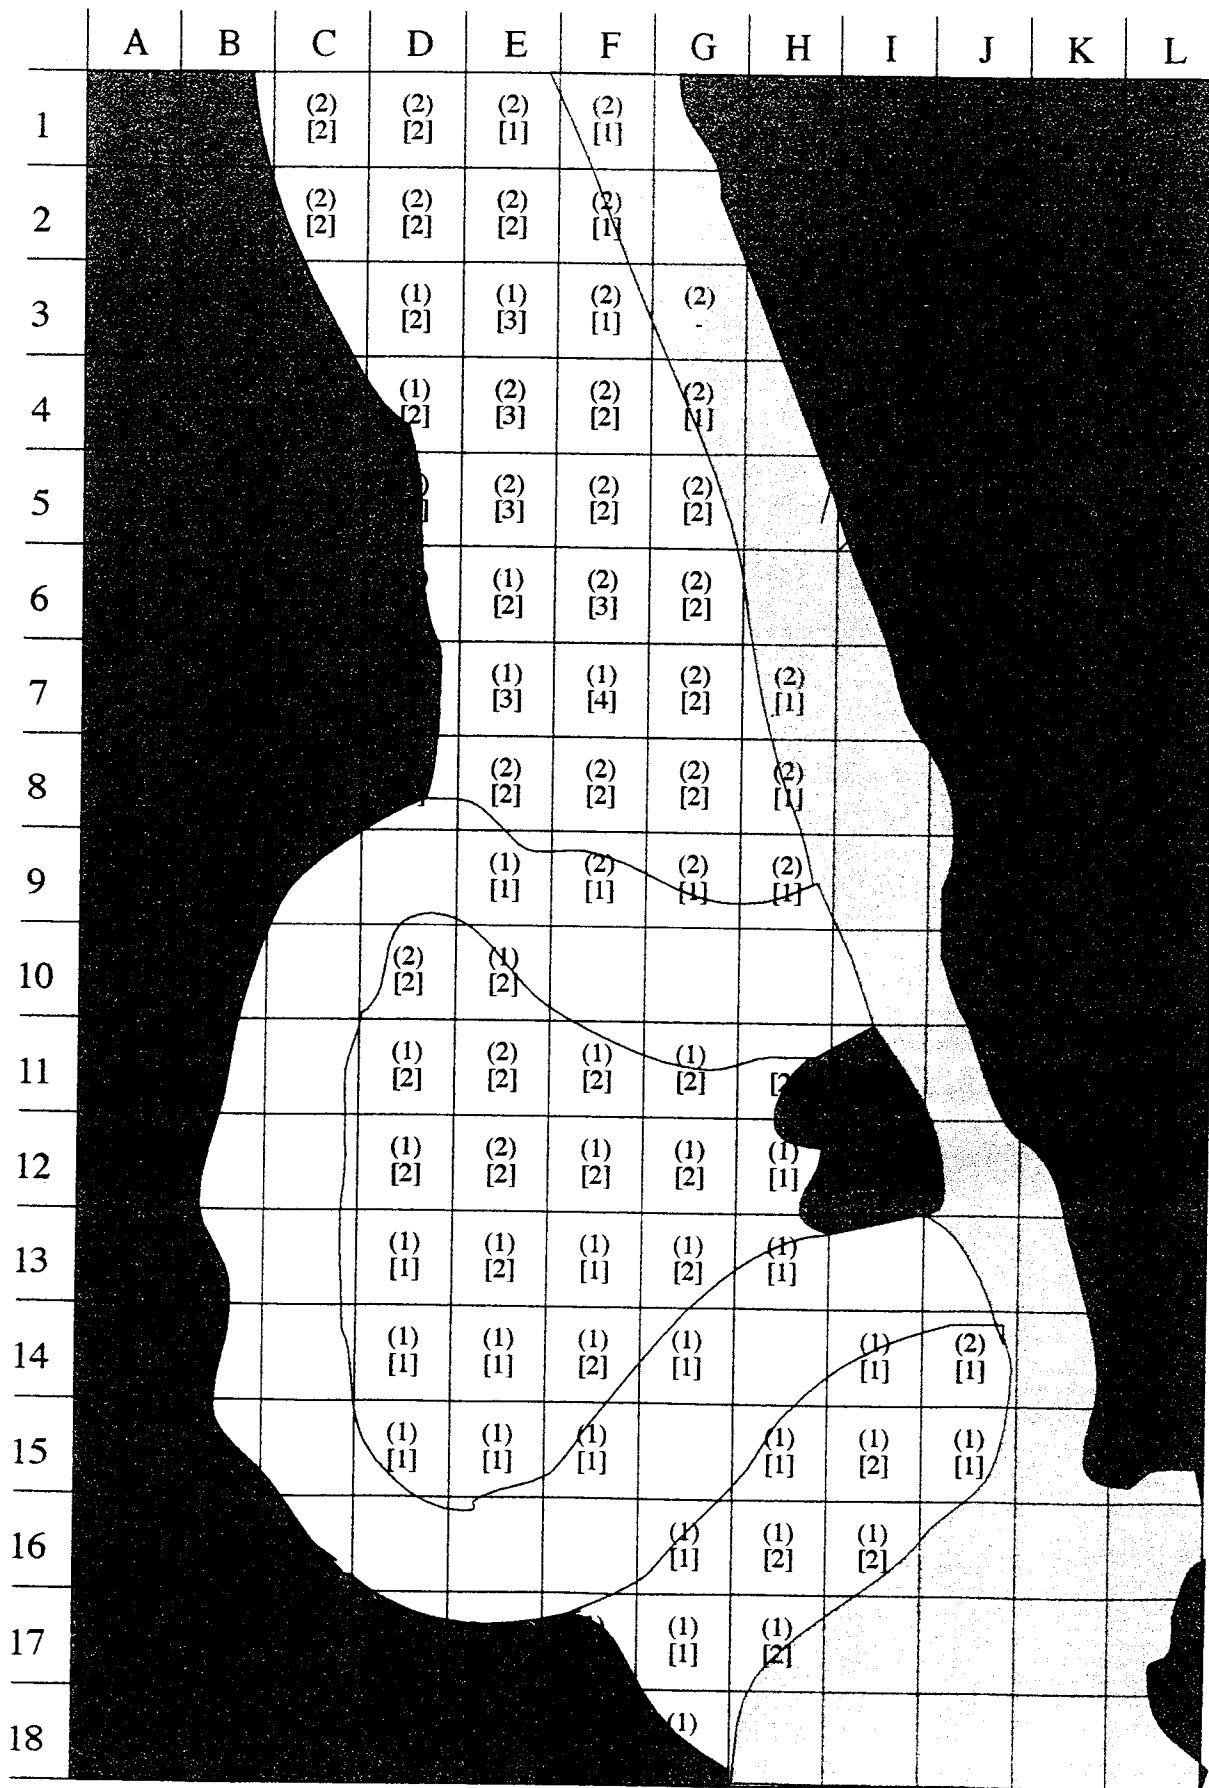 A B C D E F G H I J K L
1 (2) (2) (2) (2)
[2] [2] [1] [1]
2 (2) (2) (2) (2)
[2] [2] [2] [1]
3 (1) (1) (2) (2)
[2] [3] [1] -
4 (1) (2) (2) (2)
[2] [3] [2] [1]
5 (2) (2) (2)
[3] [2] [2]
6 (1) (2) (2)
[2] [3] [2]
7 (1) (1) (2) (2)
[3] [4] [2] [1]
8 (2) (2) (2) (2)
[2] [2] [2] [1]
9 (1) (2) (2) (2)
[1] [1] [1] [1]
10 (2) (1)
[2] [2]
11 (1) (2) (1) (1)
[2] [2] [2] [2] [2
12 (1) (2) (1) (1) (1)
[2] [2] [2] [2] [1]
13 (1) (1) (1) (1) (1)
[1] [2] [1] [2] [1]
14 (1) (1) (1) (1) (1) (2)
[1] [1] [2] [1] [1] [1]
15 (1) (1) (1) (1) (1) (1)
[1] [1] [1] [1] [2] [1]
16 (1) (1) (1)
[1] [2] [2]
17 (1) (1)
[1] [2]
18 (1)